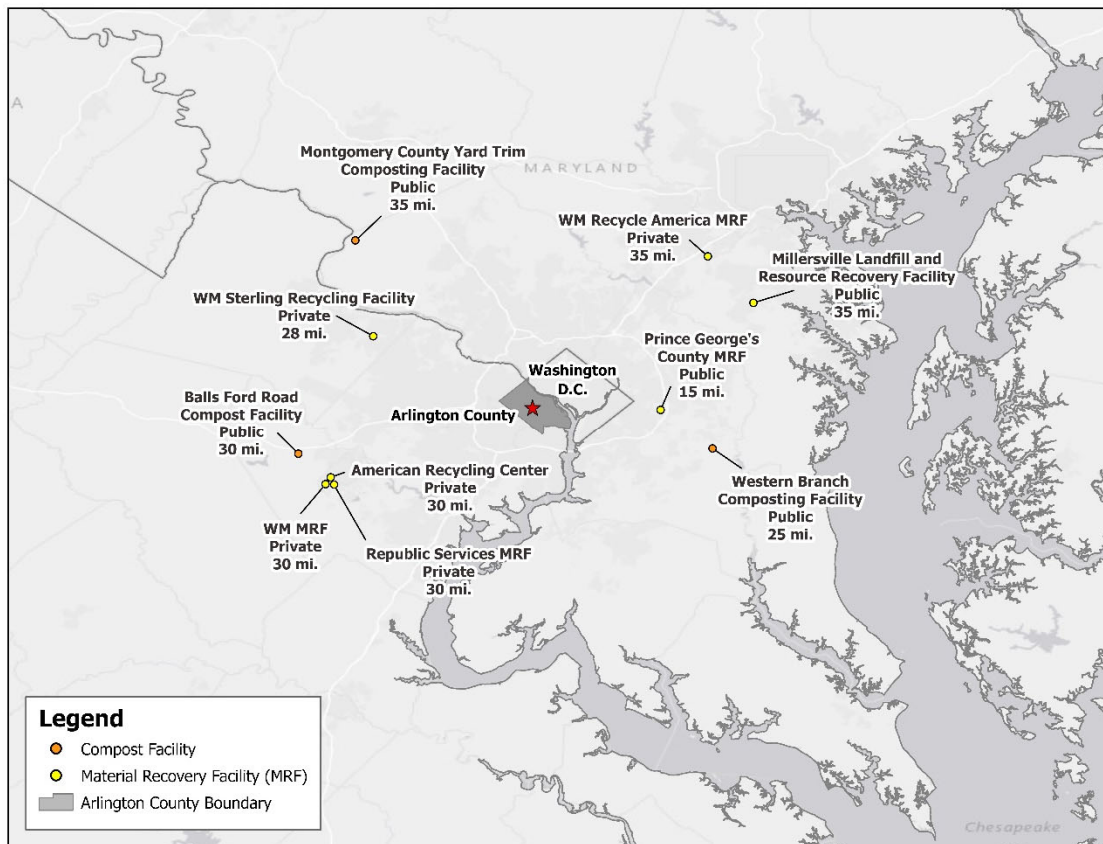 A
MARYLAND
Montgomery County Yard Trim
Composting Facility
Public
35 mi.
WM Recycle America MRF
Private
35 mi.
Millersville Landfill and
Resource Recovery Facility
Public
35 mi.
WM Sterling Recycling Facility
Private
28 mi.
Prince George's
County MRF
Public
15 mi.
Washington
D.C.
Arlington County
Balls Ford Road
Compost Facility
Public
30 mi.
American Recycling Center
Private
30 mi.
WM MRF
Private
30 mi.
Republic Services MRF
Private
30 mi.
Western Branch
Composting Facility
Public
25 mi.
Legend
Compost Facility
Material Recovery Facility (MRF)
Arlington County Boundary
Chesapeake